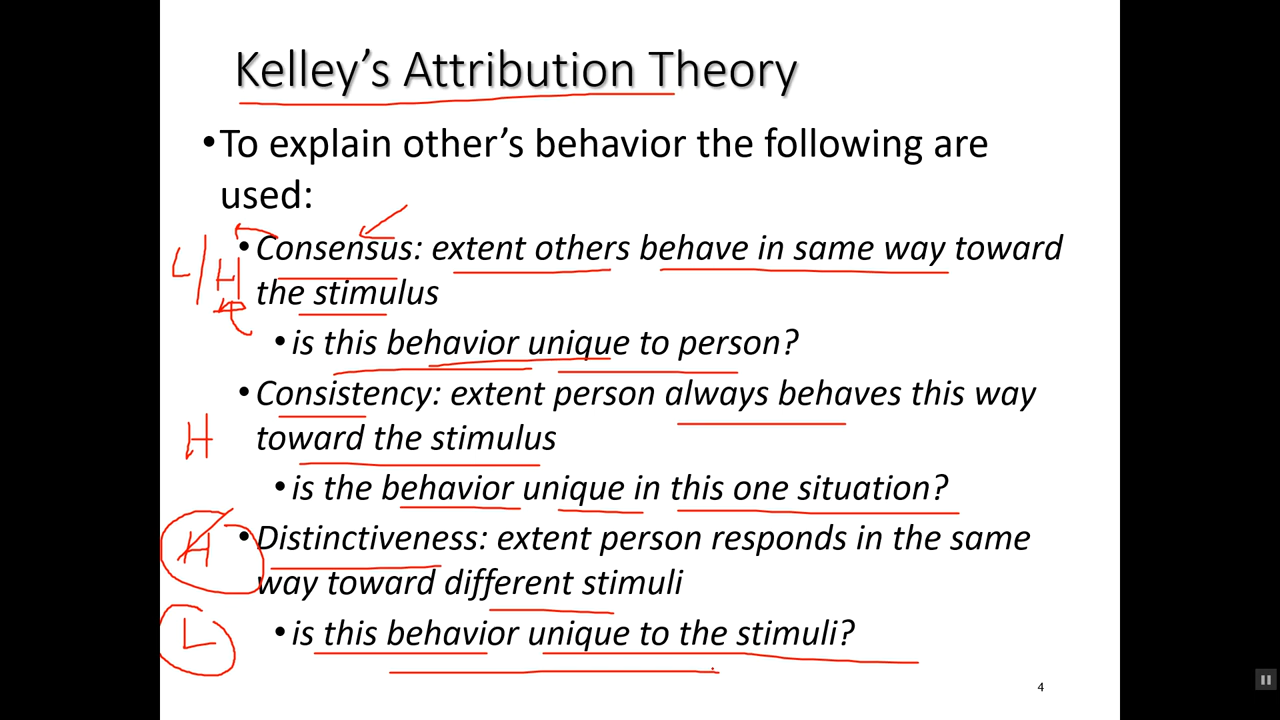 Kelley's Attribution Theory
•To explain other's behavior the following are
used:
L/H •Consensus: extent others behave in same way toward
the stimulus
•is this behavior unique to person?
•Consistency: extent person always behaves this way
H toward the stimulus
•is the behavior unique in this one situation?
H •Distinctiveness: extent person responds in the same
way toward different stimuli
L •is this behavior unique to the stimuli?
4